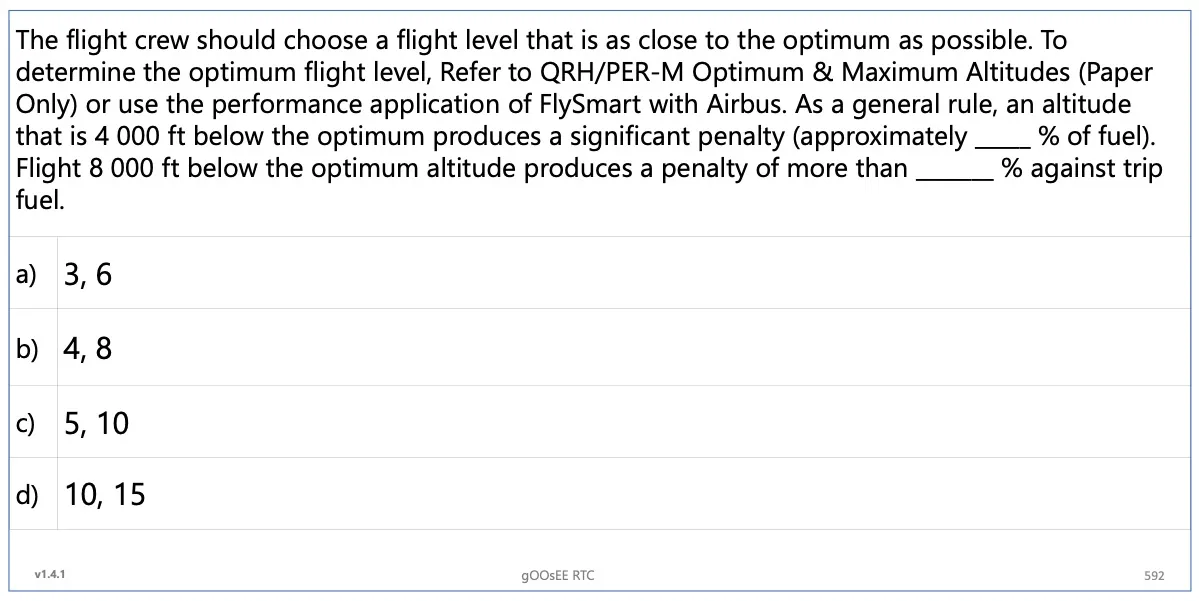 The flight crew should choose a flight level that is as close to the optimum as possible. To
determine the optimum flight level, Refer to QRH/PER-M Optimum & Maximum Altitudes (Paper
Only) or use the performance application of FlySmart with Airbus. As a general rule, an altitude
that is 4 000 ft below the optimum produces a significant penalty (approximately ____ % of fuel).
Flight 8 000 ft below the optimum altitude produces a penalty of more than ______ % against trip
fuel.
a) 3, 6
b) 4, 8
c) 5, 10
d) 10, 15
v1.4.1 gOOsEE RTC 592